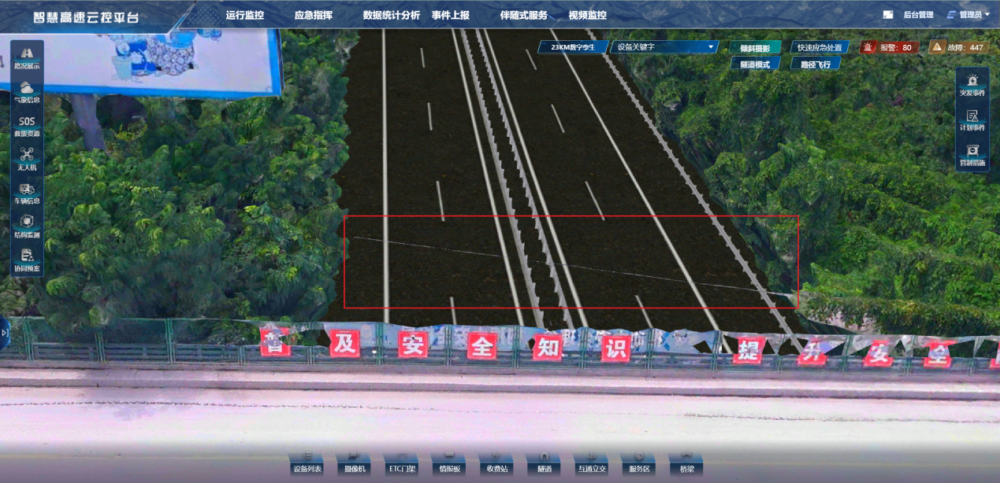 智慧高速云控平台
运行监控 应急指挥 数据统计分析 事件上报 伴随式服务 视频监控
后台管理 管理员
23KM数字孪生 设备关键字 倾斜摄影 快速应急处置 报警：80 故障：447
隧道模式 路径飞行
路况展示
气象信息
SOS
救援资源
无人机
车辆信息
结构监测
协同预案
突发事件
计划事件
管制措施
普及安全知识 提升安全
设备列表 摄像机 ETC门架 情报板 收费站 隧道 互通立交 服务区 桥梁